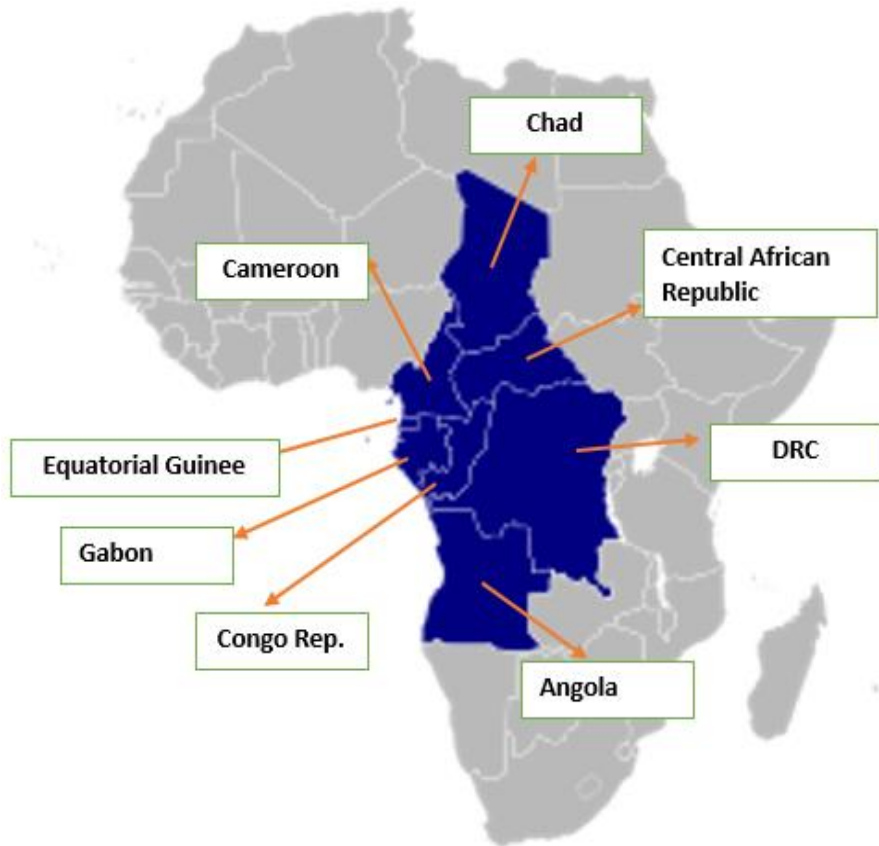 Chad
Central African
Republic
Cameroon
DRC
Equatorial Guinee
Gabon
Congo Rep.
Angola